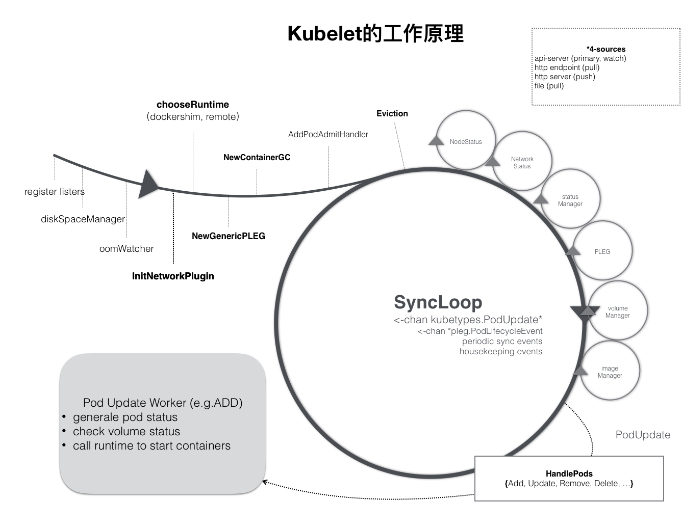 Kubelet的工作原理
*4-sources
api-server (primary, watch)
http endpoint (pull)
http server (push)
file (pull)
chooseRuntime
(dockershim, remote)
Eviction
AddPodAdmitHandler
NewContainerGC
register listers
diskSpaceManager
oomWatcher
NewGenericPLEG
InitNetworkPlugin
NodeStatus
Network
Status
status
Manager
PLEG
volume
Manager
image
Manager
SyncLoop
<-chan kubetypes.PodUpdate*
<-chan *pleg.PodLifecycleEvent
periodic sync events
housekeeping events
Pod Update Worker (e.g.ADD)
• generale pod status
• check volume status
• call runtime to start containers
PodUpdate
HandlePods
{Add, Update, Remove, Delete, ...}